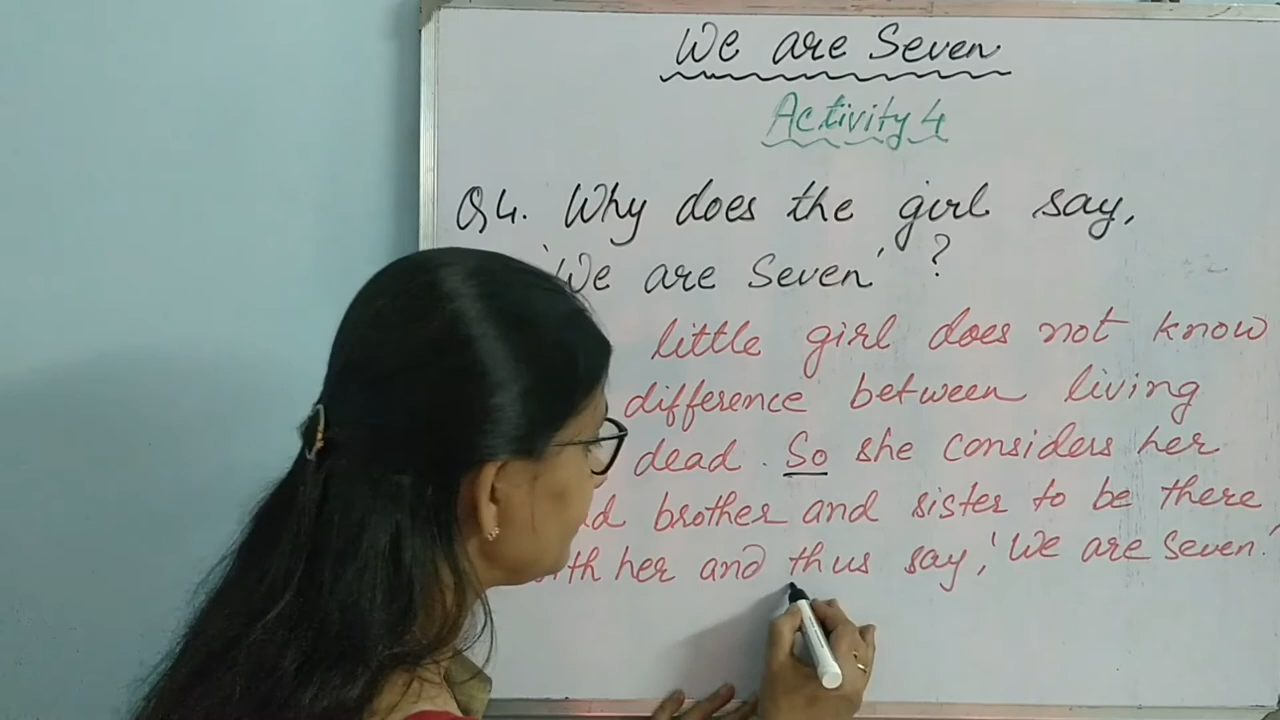 We are Seven
Activity 4
Q4. Why does the girl say,
'We are Seven' ?
little girl does not know
difference between living
dead. So she considers her
brother and sister to be there
her and thus say, 'We are seven.'